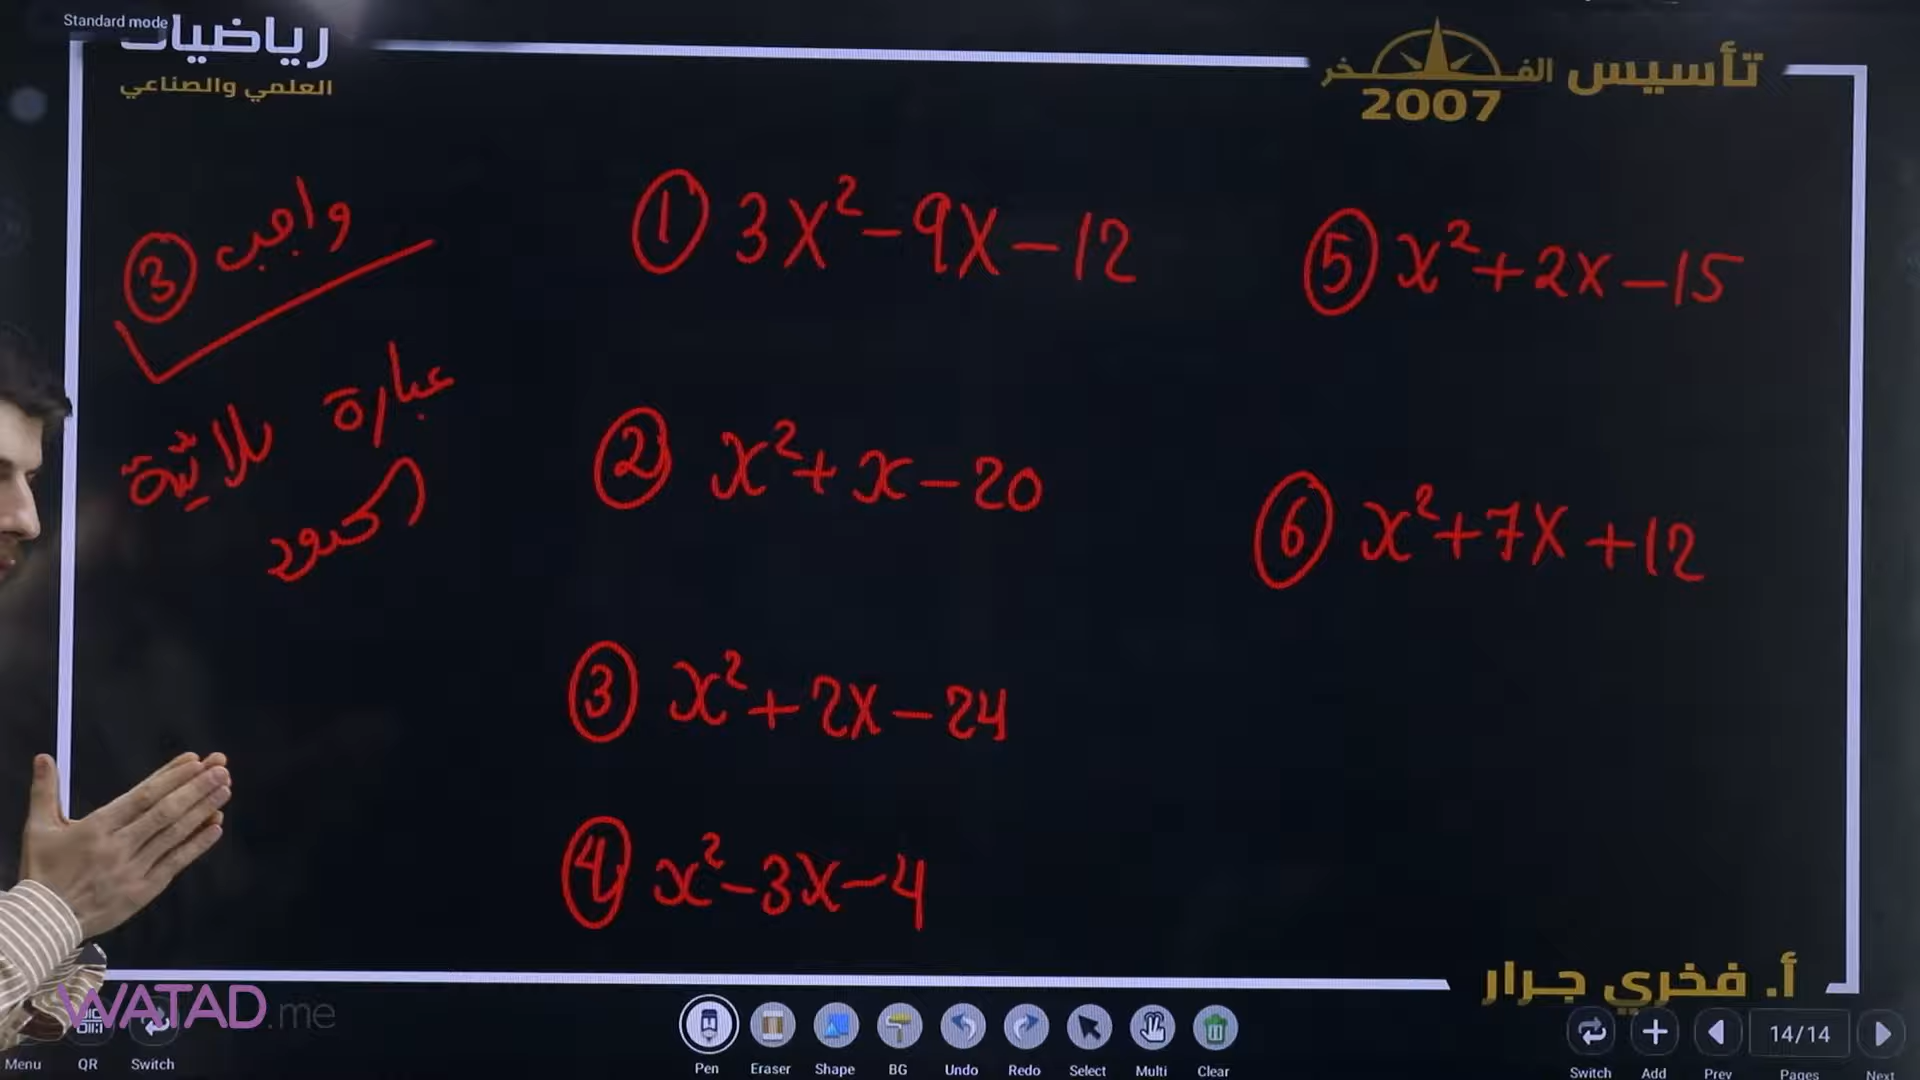 Standard mode
رياضيات
العلمي والصناعي
تأسيس الفخر
2007
واجب ③
عبارة ثلاثية
الحدود
① 3x² - 9x - 12
② x² + x - 20
③ x² + 2x - 24
④ x² - 3x - 4
⑤ x² + 2x - 15
⑥ x² + 7x + 12
أ. فخري جرار
WATAD.me
Menu QR Switch
Pen Eraser Shape BG Undo Redo Select Multi Clear
14/14
Switch Add Prev Pages Next